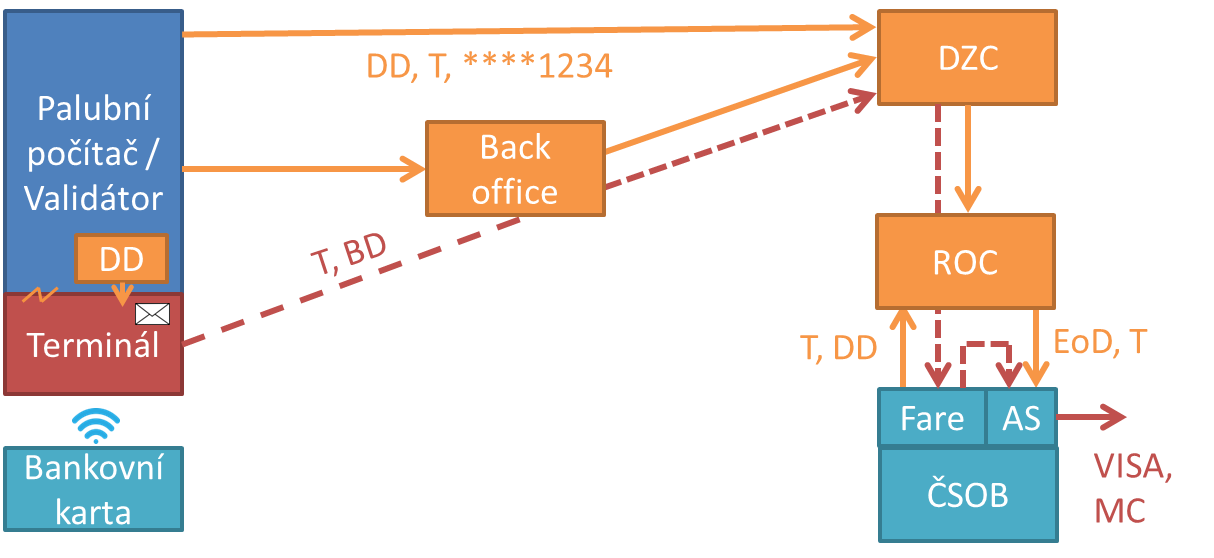 Palubní
počítač /
Validátor
DD
Terminál
Bankovní
karta
DD, T, ****1234
Back
office
T, BD
DZC
ROC
T, DD
EoD, T
Fare
AS
ČSOB
VISA,
MC